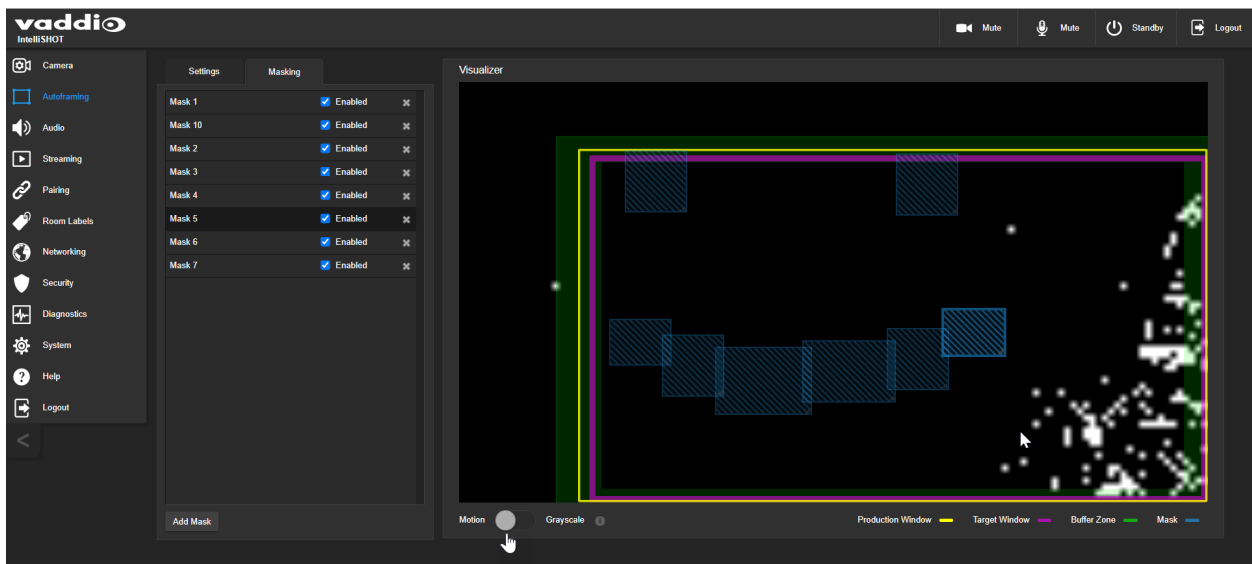 vaddio
IntelliSHOT
Mute
Mute
Standby
Logout
Camera
Autoframing
Audio
Streaming
Pairing
Room Labels
Networking
Security
Diagnostics
System
Help
Logout
<
Settings
Masking
Mask 1 Enabled
Mask 10 Enabled
Mask 2 Enabled
Mask 3 Enabled
Mask 4 Enabled
Mask 5 Enabled
Mask 6 Enabled
Mask 7 Enabled
Add Mask
Visualizer
Motion Grayscale
Production Window Target Window Buffer Zone Mask